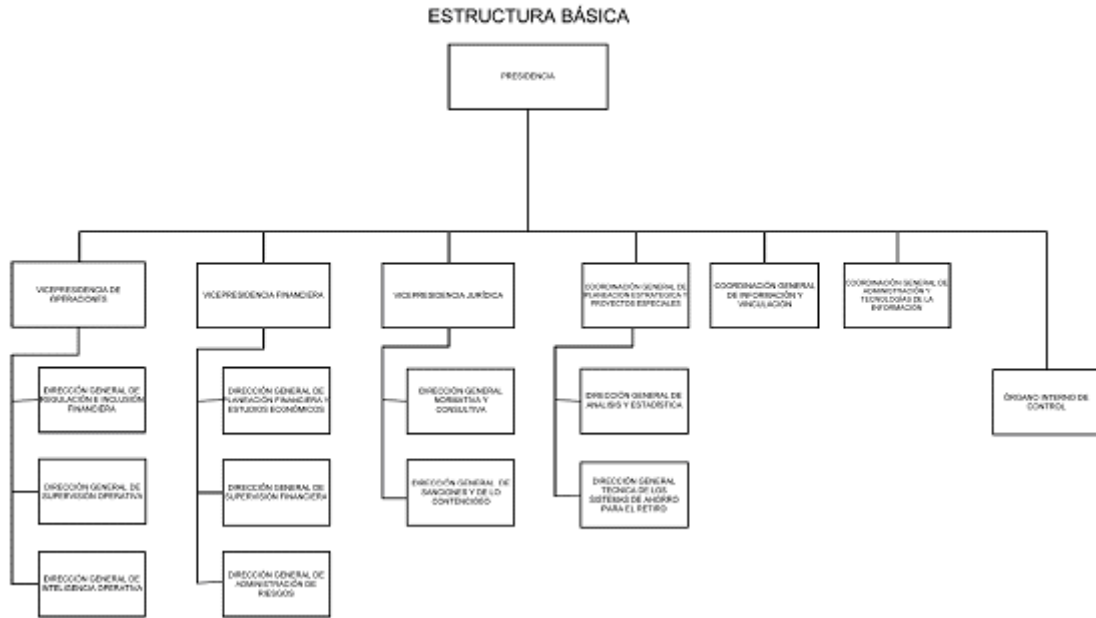 ESTRUCTURA BÁSICA
PRESIDENCIA
VICEPRESIDENCIA DE
OPERACIONES
VICEPRESIDENCIA FINANCIERA
VICEPRESIDENCIA JURÍDICA
COORDINACIÓN GENERAL DE
PLANEACIÓN ESTRATEGICA Y
PROYECTOS ESPECIALES
COORDINACIÓN GENERAL
DE INFORMACIÓN Y
VINCULACIÓN
COORDINACIÓN GENERAL DE
ADMINISTRACIÓN Y
TECNOLOGÍAS DE LA
INFORMACIÓN
DIRECCIÓN GENERAL DE
REGULACIÓN E INCLUSIÓN
FINANCIERA
DIRECCIÓN GENERAL DE
PLANEACIÓN FINANCIERA Y
ESTUDIOS ECONÓMICOS
DIRECCIÓN GENERAL
NORMATIVA Y
CONSULTIVA
DIRECCIÓN GENERAL DE
ANALISIS Y ESTADÍSTICA
ÓRGANO INTERNO DE
CONTROL
DIRECCIÓN GENERAL DE
SUPERVISIÓN OPERATIVA
DIRECCIÓN GENERAL DE
SUPERVISIÓN FINANCIERA
DIRECCIÓN GENERAL DE
SANCIONES Y DE LO
CONTENCIOSO
DIRECCIÓN GENERAL
TECNICA DE LOS
SISTEMAS DE AHORRO
PARA EL RETIRO
DIRECCIÓN GENERAL DE
INTELIGENCIA OPERATIVA
DIRECCIÓN GENERAL DE
ADMINISTRACIÓN DE
RIESGOS